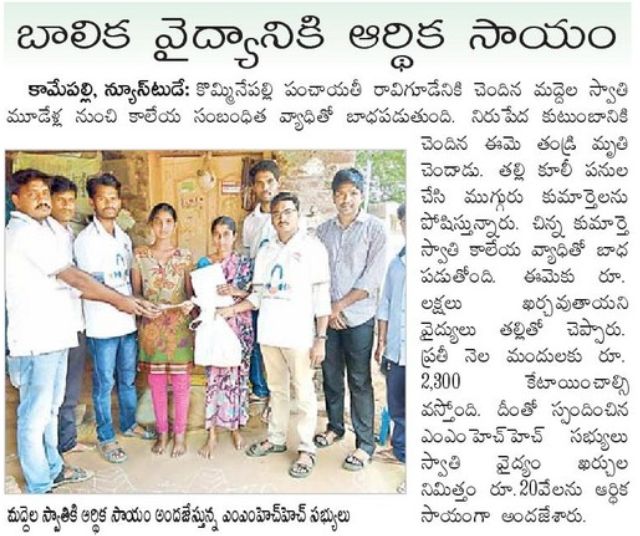 బాలిక వైద్యానికి ఆర్థిక సాయం
కామేపల్లి, న్యూస్‌టుడే: కొమ్మినేపల్లి పంచాయతీ రావిగూడేనికి చెందిన మద్దెల స్వాతి
మూడేళ్ల నుంచి కాలేయ సంబంధిత వ్యాధితో బాధపడుతుంది. నిరుపేద కుటుంబానికి
చెందిన ఈమె తండ్రి మృతి
చెందాడు. తల్లి కూలీ పనుల
చేసి ముగ్గురు కుమార్తెలను
పోషిస్తున్నారు. చిన్న కుమార్తె
స్వాతి కాలేయ వ్యాధితో బాధ
పడుతోంది. ఈమెకు రూ.
లక్షలు ఖర్చవుతాయని
వైద్యులు తల్లితో చెప్పారు.
ప్రతీ నెల మందులకు రూ.
2,300 కేటాయించాల్సి
వస్తోంది. దీంతో స్పందించిన
ఎంఎంహెచ్‌హెచ్ సభ్యులు
స్వాతి వైద్యం ఖర్చుల
నిమిత్తం రూ.20వేలను ఆర్థిక
సాయంగా అందజేశారు.
మద్దెల స్వాతికి ఆర్థిక సాయం అందజేస్తున్న ఎంఎంహెచ్‌హెచ్ సభ్యులు